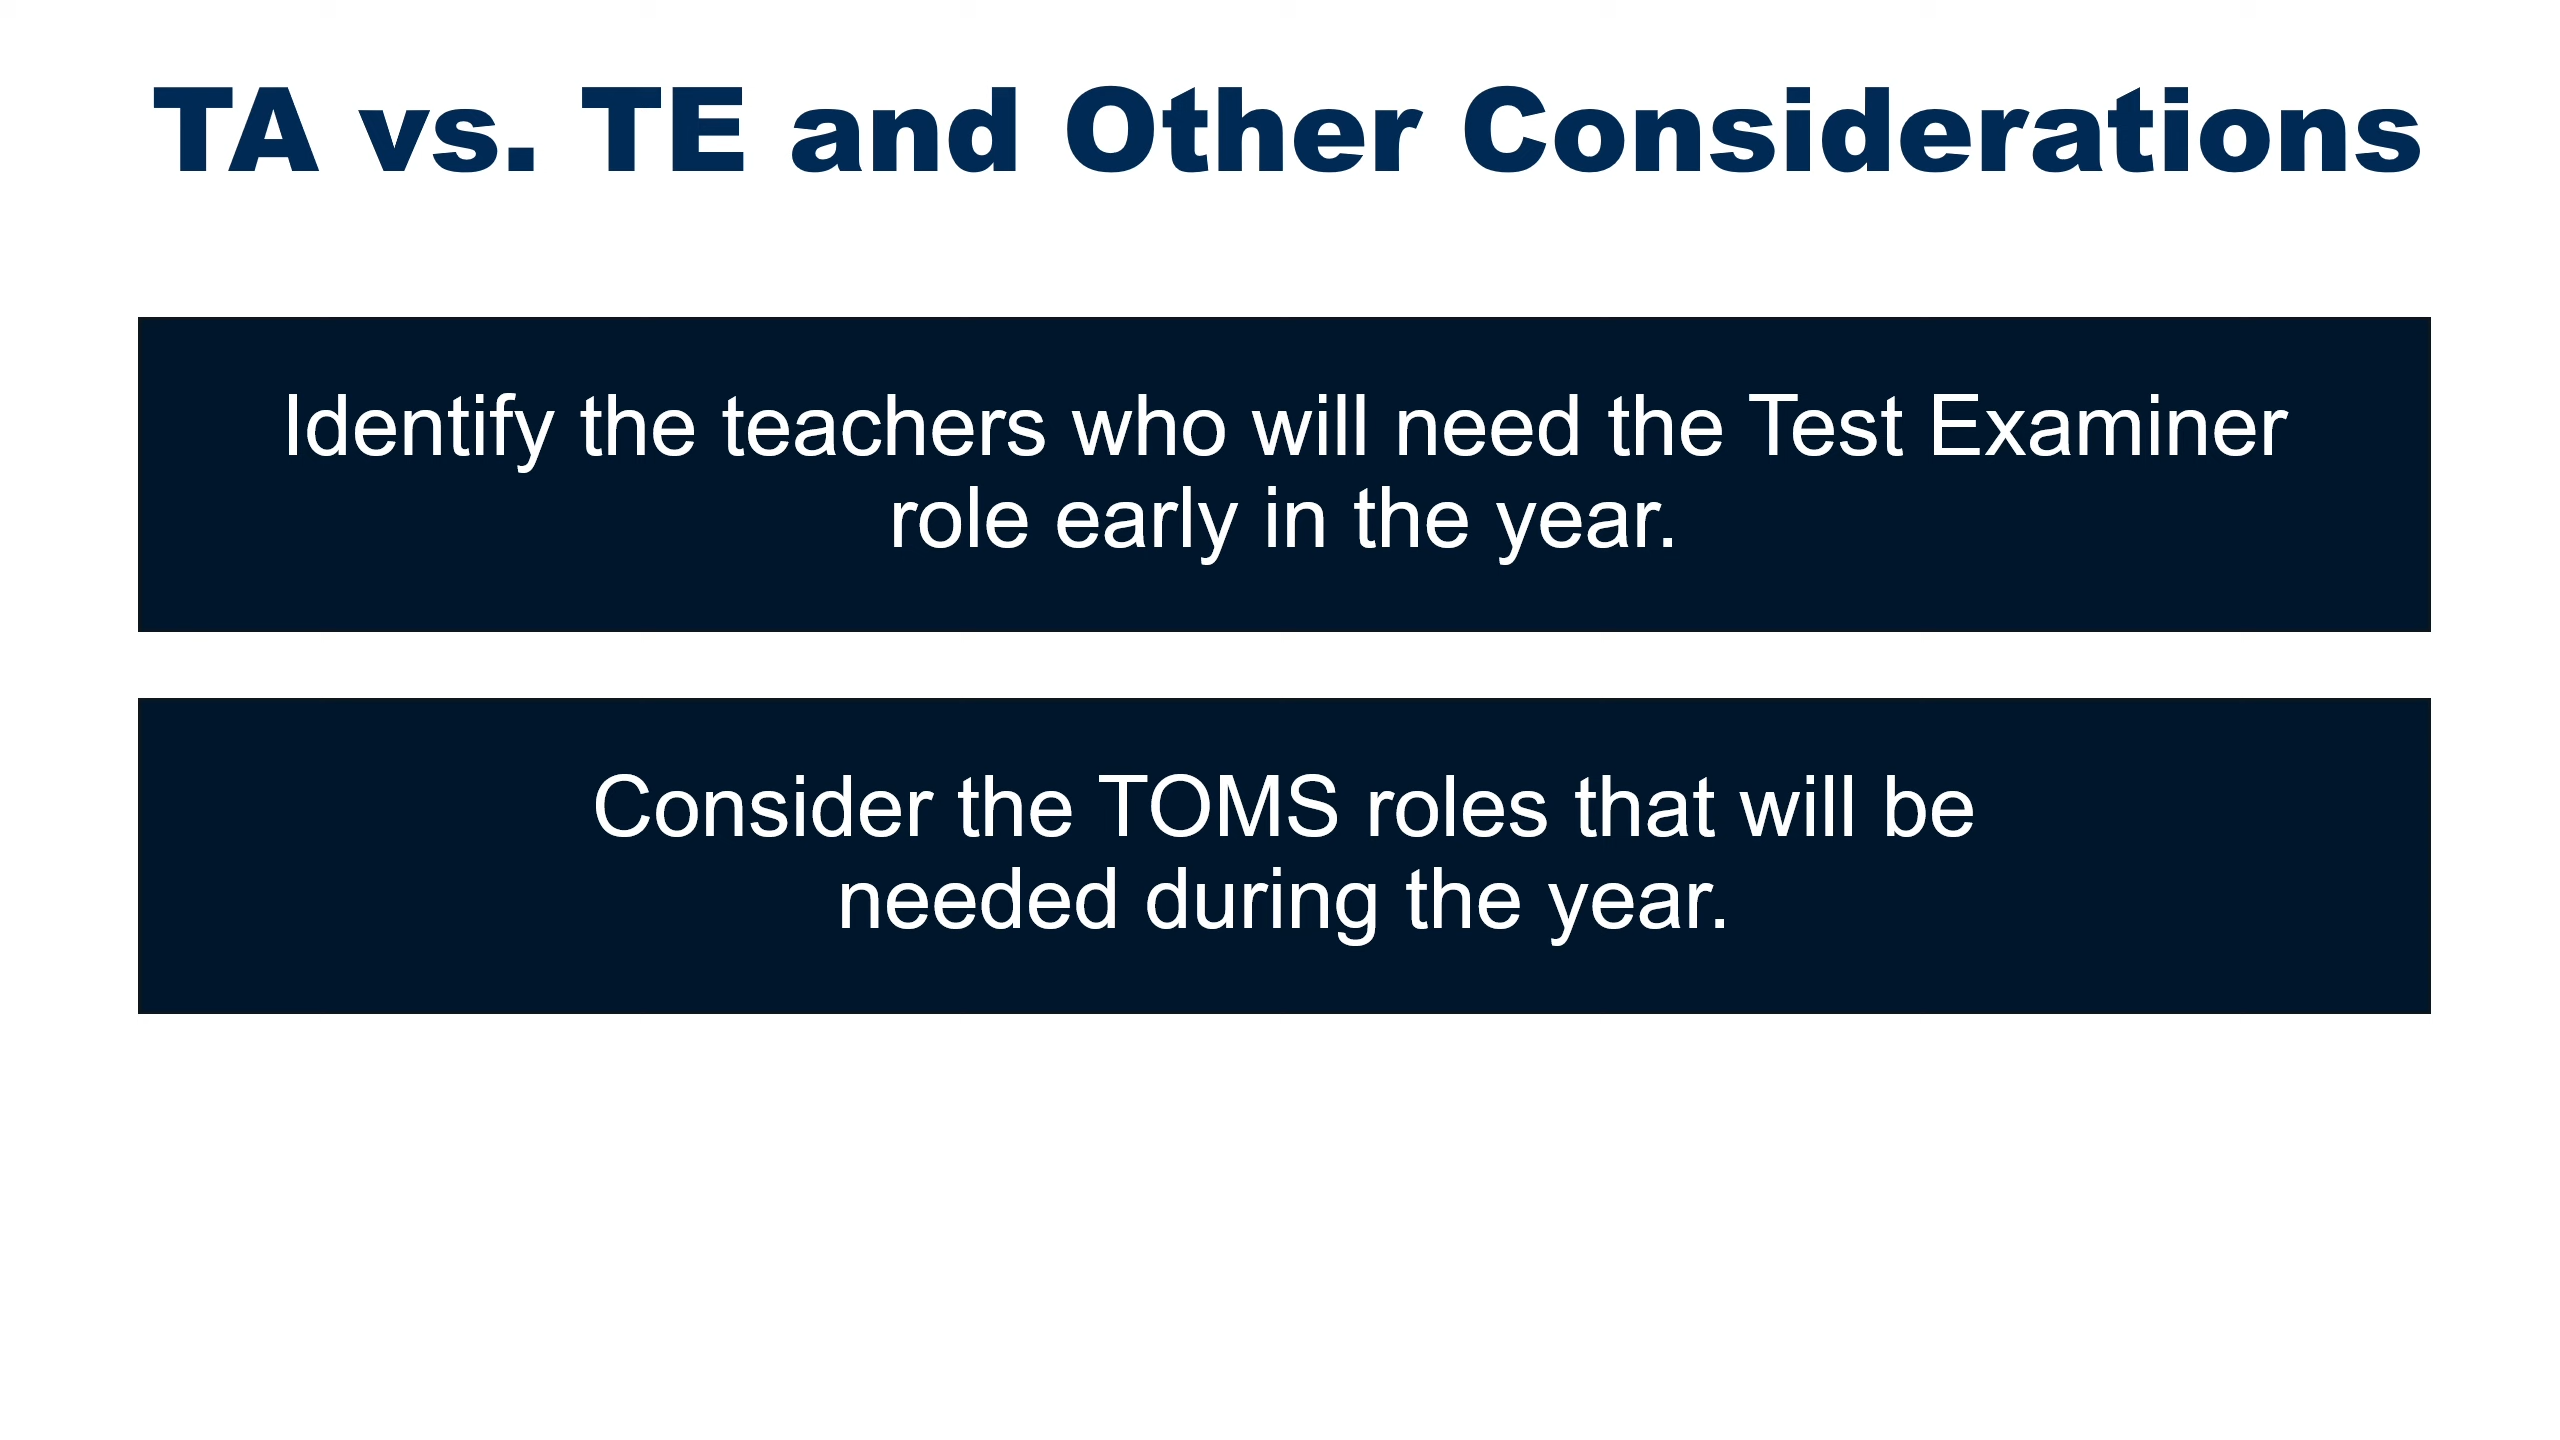 TA vs. TE and Other Considerations
Identify the teachers who will need the Test Examiner
role early in the year.
Consider the TOMS roles that will be
needed during the year.